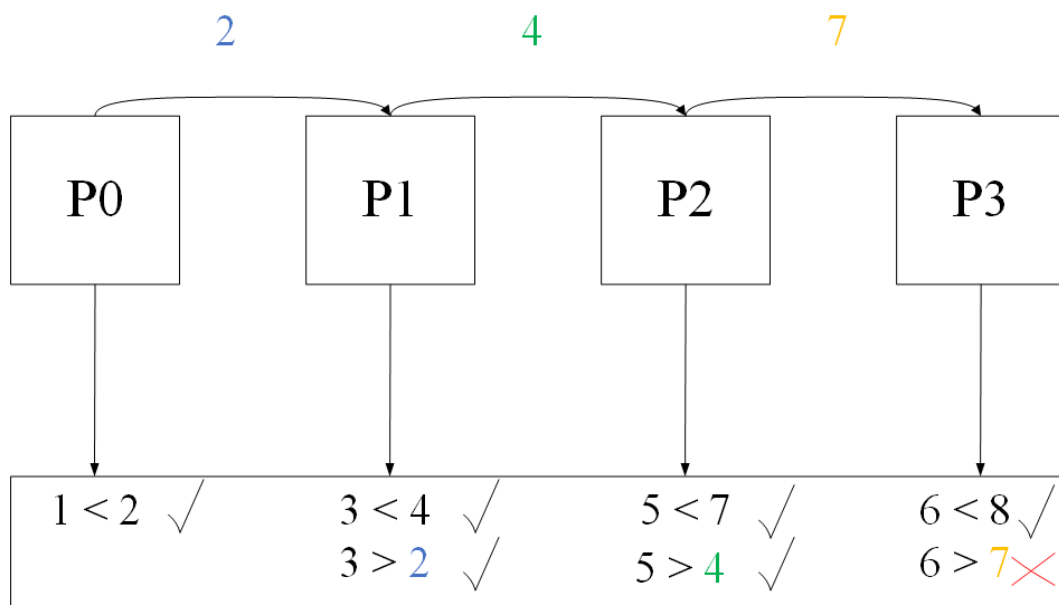 2 4 7
P0 P1 P2 P3
1 < 2 √ 3 < 4 √ 5 < 7 √ 6 < 8 √
3 > 2 √ 5 > 4 √ 6 > 7 ×